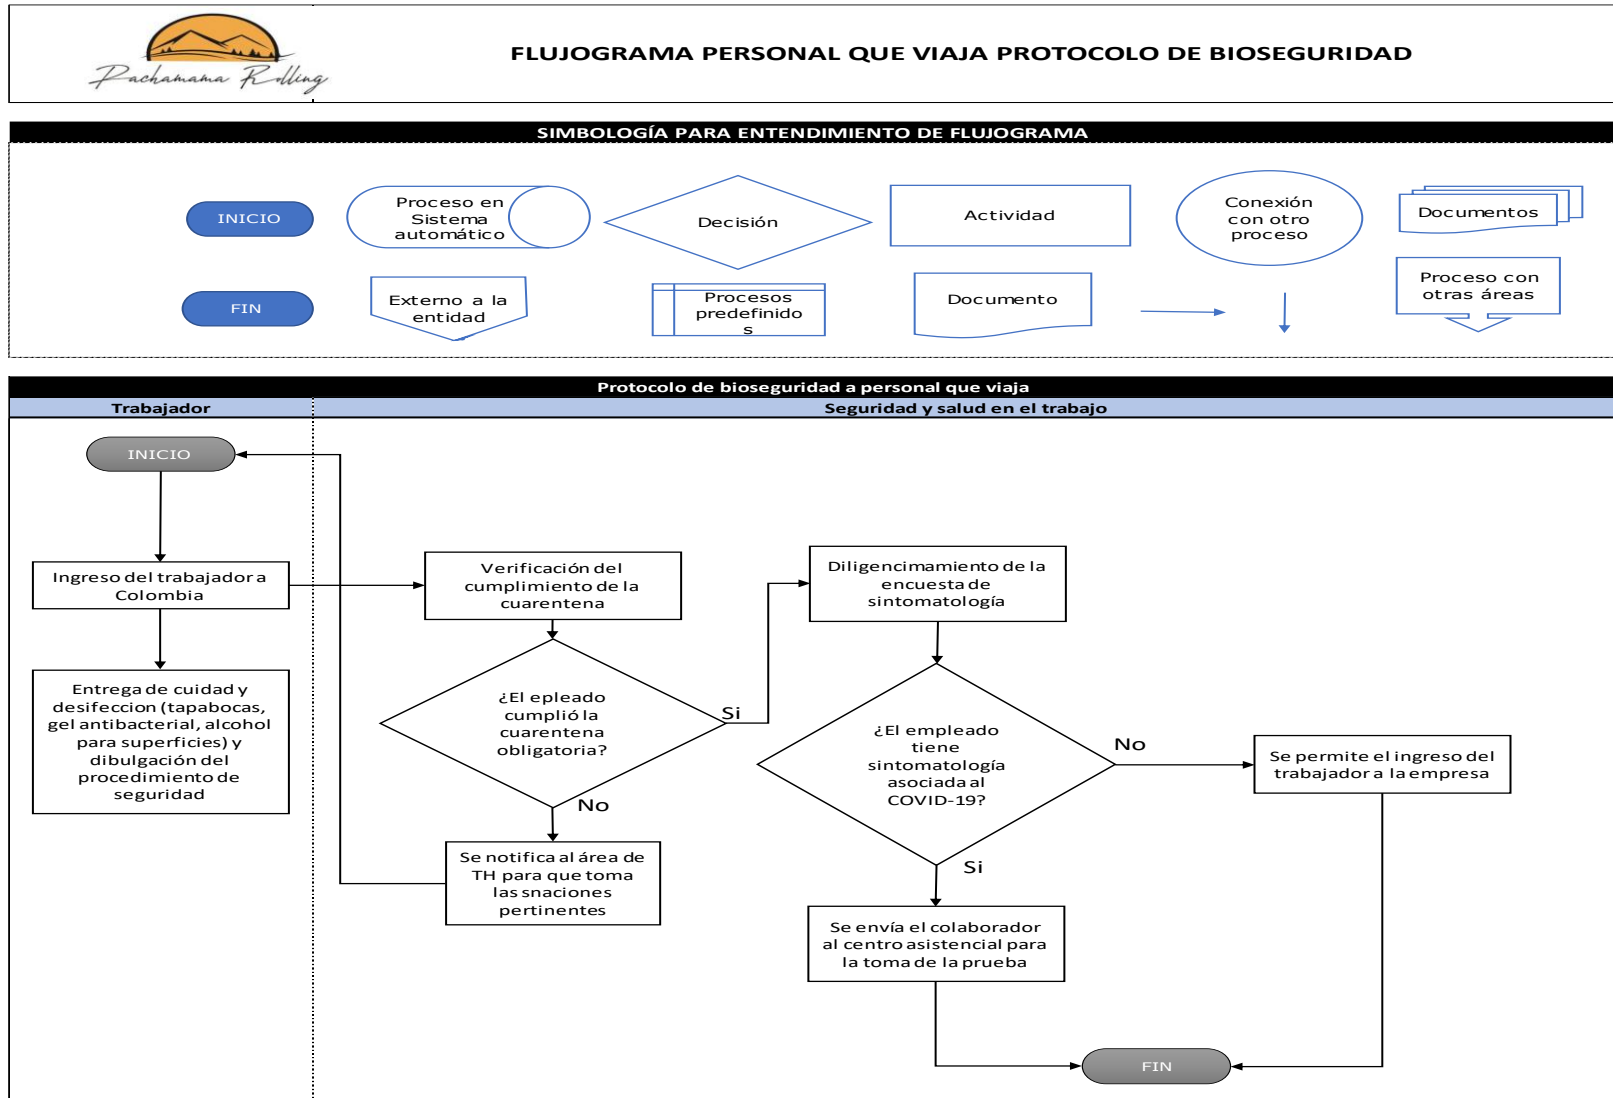 Pachamama Rolling
FLUJOGRAMA PERSONAL QUE VIAJA PROTOCOLO DE BIOSEGURIDAD
SIMBOLOGÍA PARA ENTENDIMIENTO DE FLUJOGRAMA
INICIO
Proceso en
Sistema
automático
Decisión
Actividad
Conexión
con otro
proceso
Documentos
FIN
Externo a la
entidad
Procesos
predefinido
s
Documento
Proceso con
otras áreas
Protocolo de bioseguridad a personal que viaja
Trabajador
Seguridad y salud en el trabajo
INICIO
Ingreso del trabajador a
Colombia
Entrega de cuidad y
desifeccion (tapabocas,
gel antibacterial, alcohol
para superficies) y
dibulgación del
procedimiento de
seguridad
Verificación del
cumplimiento de la
cuarentena
¿El epleado
cumplió la
cuarentena
obligatoria?
Si
No
Se notifica al área de
TH para que toma
las snaciones
pertinentes
Diligencimamiento de la
encuesta de
sintomatología
¿El empleado
tiene
sintomatología
asociada al
COVID-19?
No
Si
Se permite el ingreso del
trabajador a la empresa
Se envía el colaborador
al centro asistencial para
la toma de la prueba
FIN